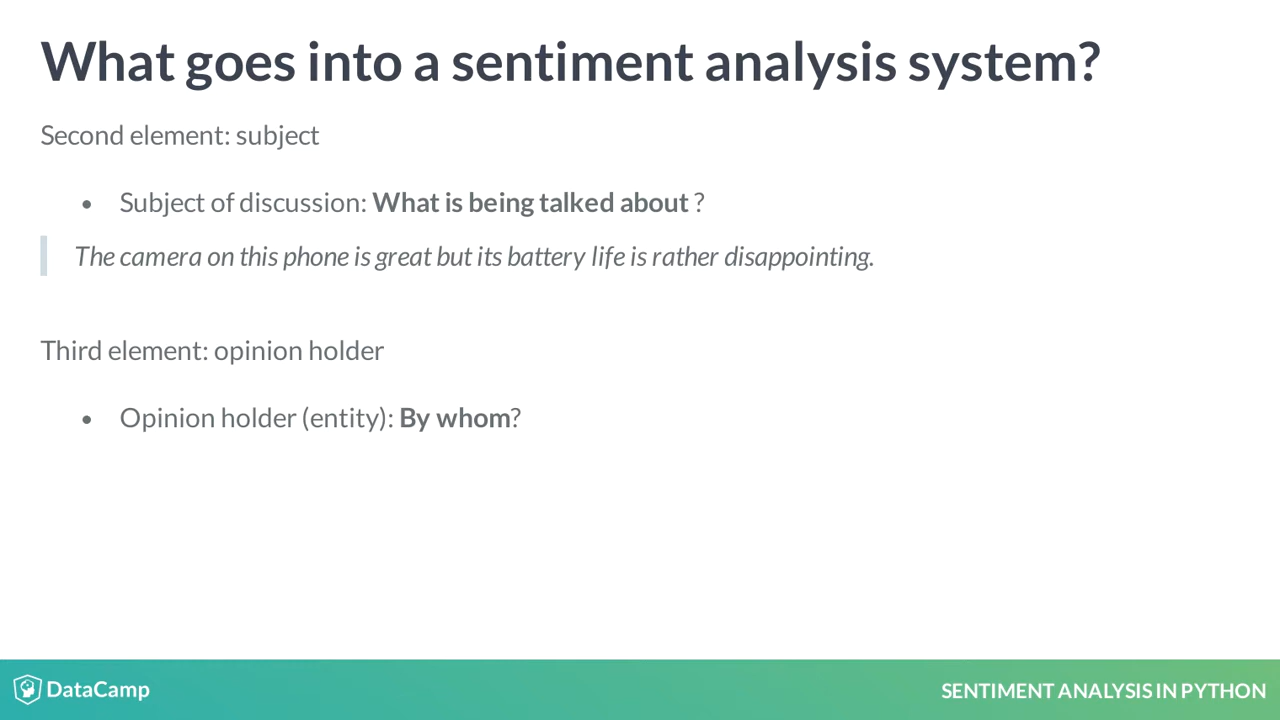 What goes into a sentiment analysis system?
Second element: subject
• Subject of discussion: What is being talked about ?
The camera on this phone is great but its battery life is rather disappointing.
Third element: opinion holder
• Opinion holder (entity): By whom?
DataCamp
SENTIMENT ANALYSIS IN PYTHON